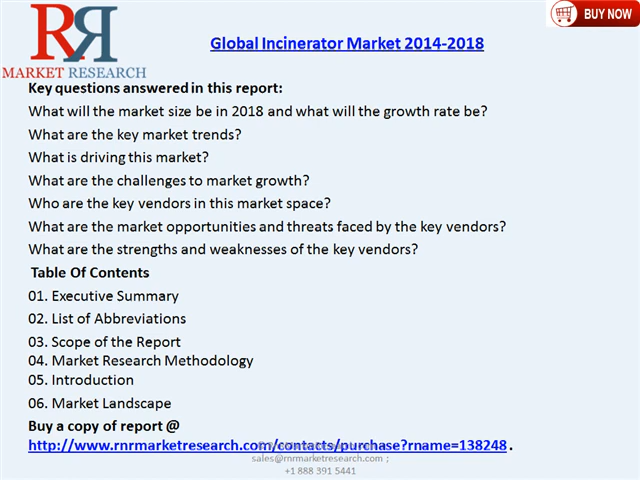 RR
MARKET RESEARCH
BUY NOW
Global Incinerator Market 2014-2018
Key questions answered in this report:
What will the market size be in 2018 and what will the growth rate be?
What are the key market trends?
What is driving this market?
What are the challenges to market growth?
Who are the key vendors in this market space?
What are the market opportunities and threats faced by the key vendors?
What are the strengths and weaknesses of the key vendors?
Table Of Contents
01. Executive Summary
02. List of Abbreviations
03. Scope of the Report
04. Market Research Methodology
05. Introduction
06. Market Landscape
Buy a copy of report @
http://www.rnrmarketresearch.com/contacts/purchase?rname=138248 .
sales@rnrmarketresearch.com ;
+1 888 391 5441